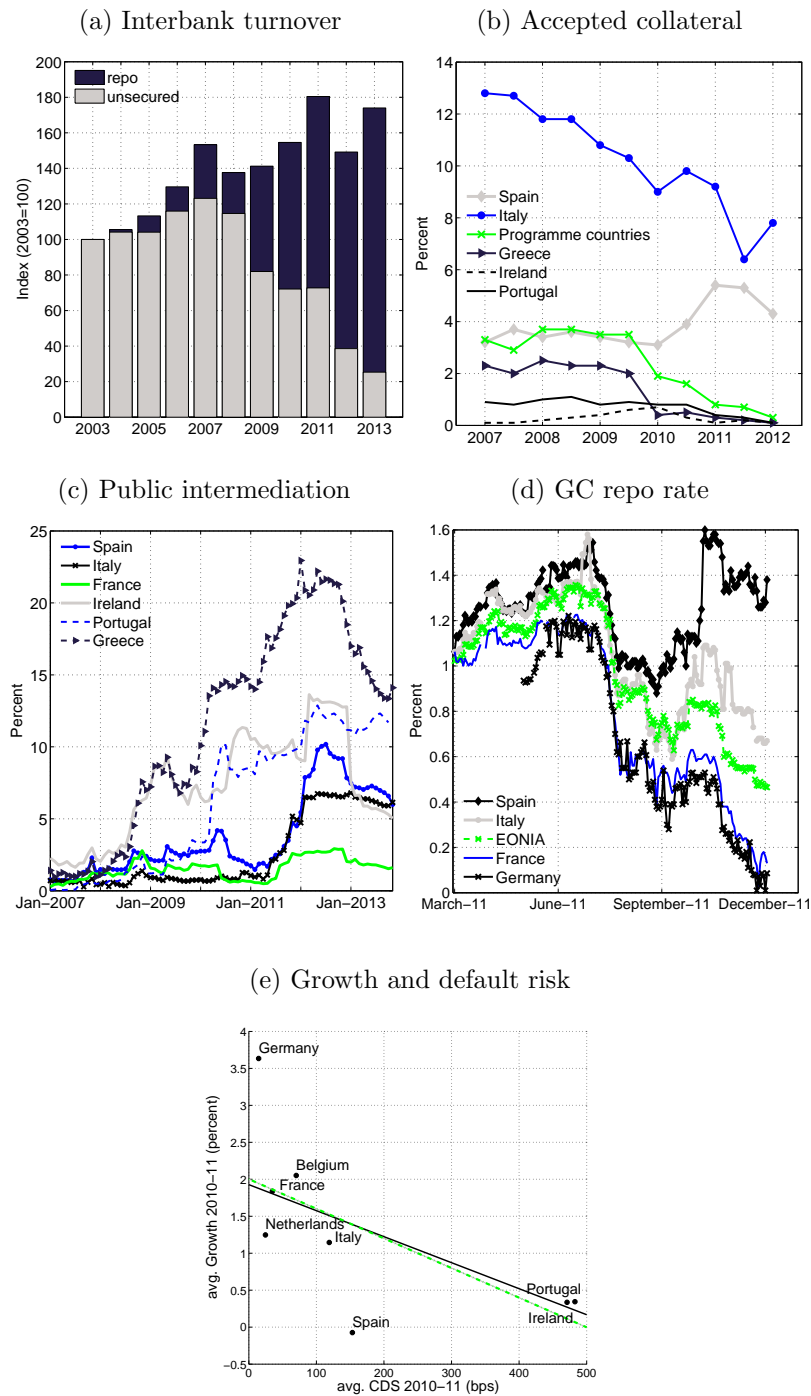 (a) Interbank turnover
200
180
160
140
120
100
80
60
40
20
0
Index (2003=100)
repo
unsecured
2003 2005 2007 2009 2011 2013
(b) Accepted collateral
14
12
10
8
6
4
2
0
Percent
Spain
Italy
Programme countries
Greece
Ireland
Portugal
2007 2008 2009 2010 2011 2012
(c) Public intermediation
25
20
15
10
5
0
Percent
Spain
Italy
France
Ireland
Portugal
Greece
Jan−2007 Jan−2009 Jan−2011 Jan−2013
(d) GC repo rate
1.6
1.4
1.2
1
0.8
0.6
0.4
0.2
0
Percent
Spain
Italy
EONIA
France
Germany
March−11 June−11 September−11 December−11
(e) Growth and default risk
4
3.5
3
2.5
2
1.5
1
0.5
0
−0.5
avg. Growth 2010−11 (percent)
Germany
Belgium
France
Netherlands
Italy
Portugal
Ireland
Spain
0 100 200 300 400 500
avg. CDS 2010−11 (bps)